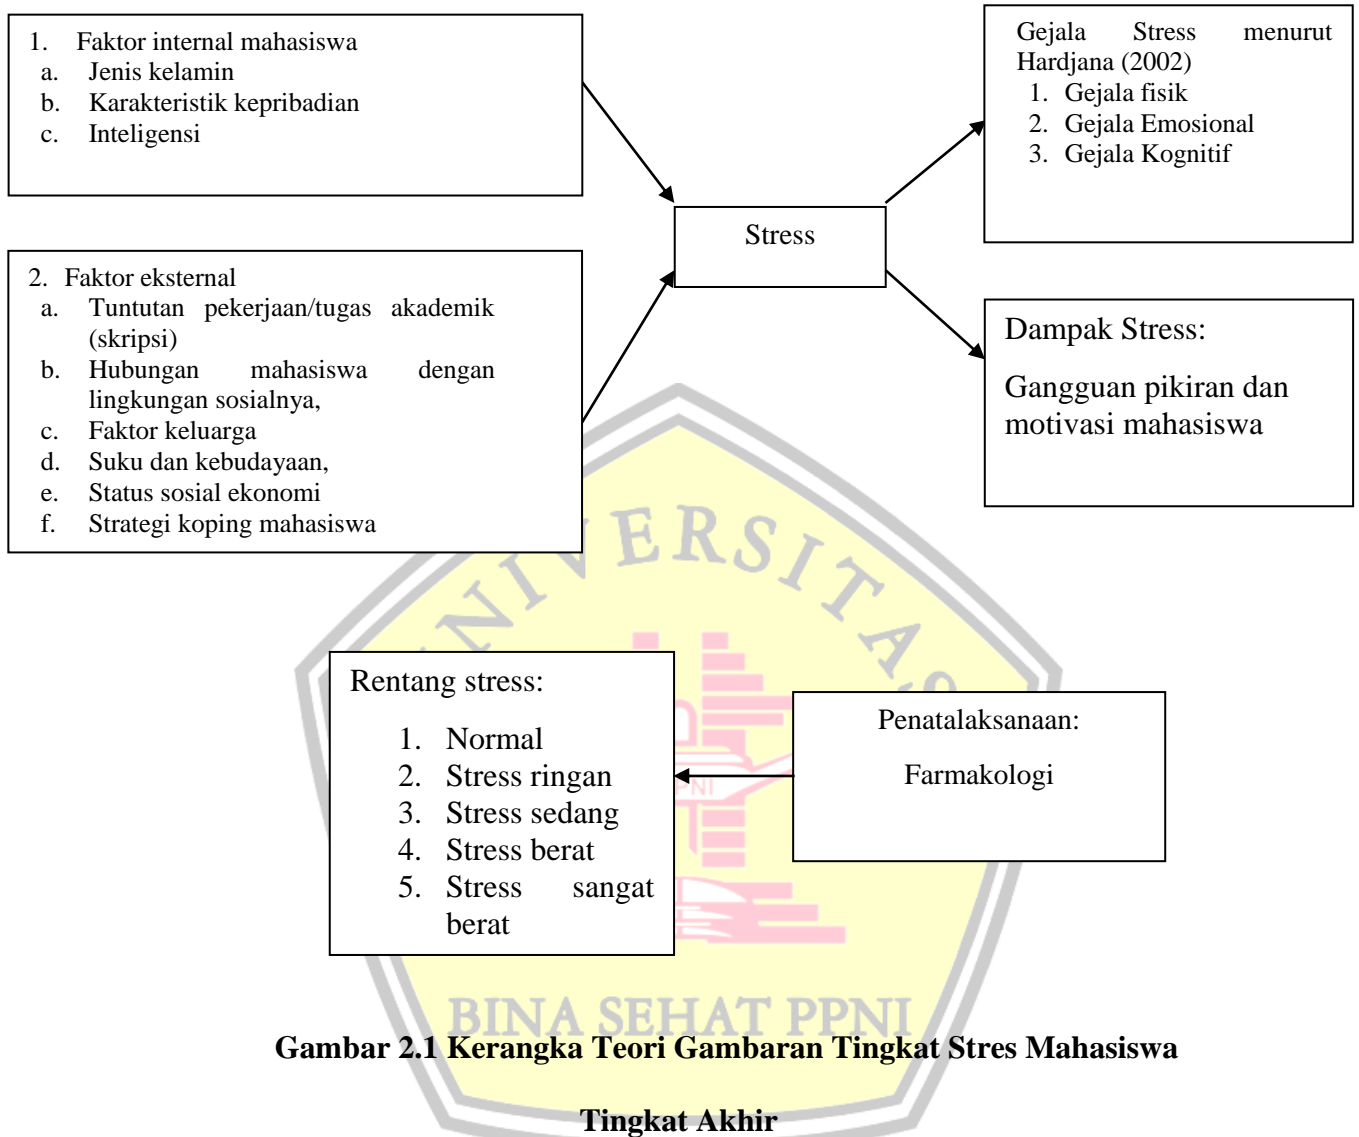 1. Faktor internal mahasiswa
a. Jenis kelamin
b. Karakteristik kepribadian
c. Inteligensi
Gejala Stress menurut
Hardjana (2002)
1. Gejala fisik
2. Gejala Emosional
3. Gejala Kognitif
Stress
2. Faktor eksternal
a. Tuntutan pekerjaan/tugas akademik
(skripsi)
b. Hubungan mahasiswa dengan
lingkungan sosialnya,
c. Faktor keluarga
d. Suku dan kebudayaan,
e. Status sosial ekonomi
f. Strategi koping mahasiswa
Dampak Stress:
Gangguan pikiran dan
motivasi mahasiswa
UNIVERSITAS
Rentang stress:
1. Normal
2. Stress ringan
3. Stress sedang
4. Stress berat
5. Stress sangat
berat
Penatalaksanaan:
Farmakologi
PNI
BINA SEHAT PPNI
Gambar 2.1 Kerangka Teori Gambaran Tingkat Stres Mahasiswa
Tingkat Akhir